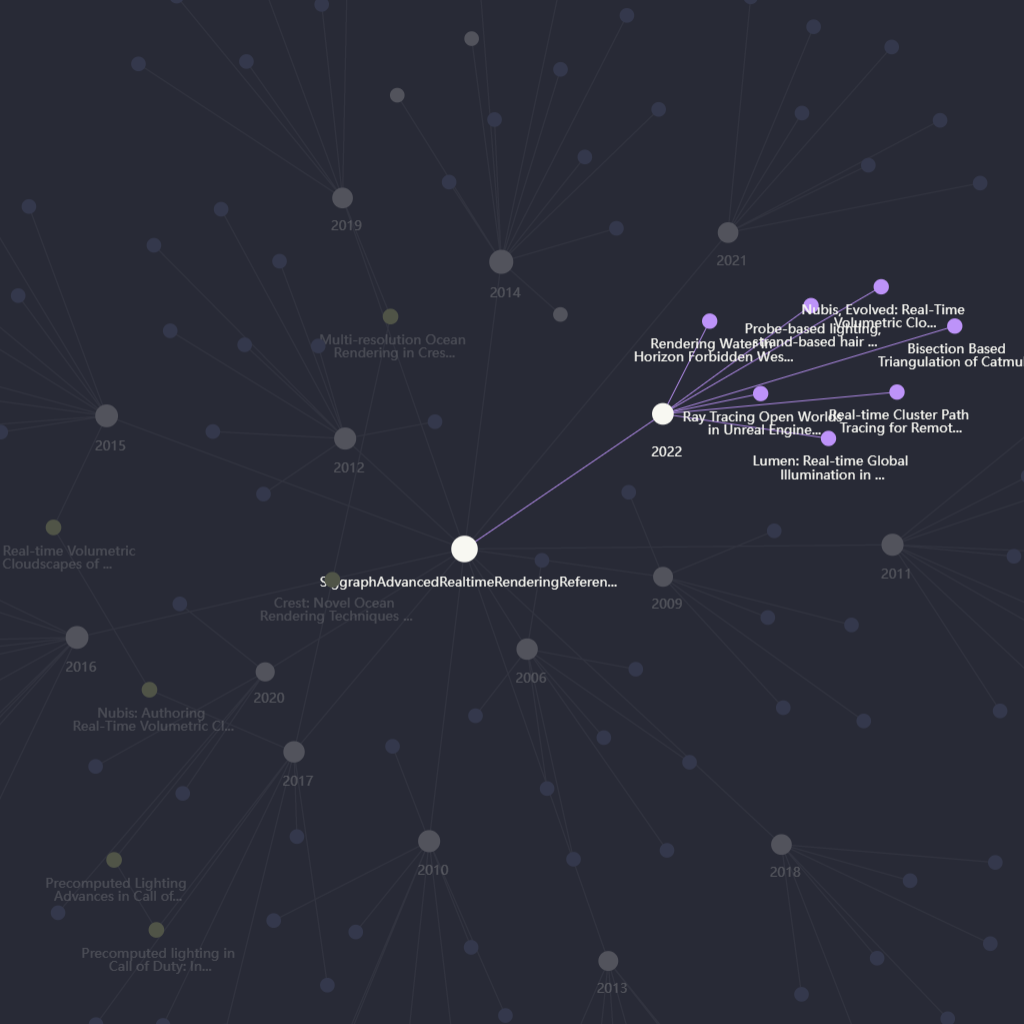 2019
2014
2021
Nubis, Evolved: Real-Time
Volumetric Clo...
Probe-based lighting,
strand-based hair ...
Rendering Water in
Horizon Forbidden Wes...
Bisection Based
Triangulation of Catmul
Multi-resolution Ocean
Rendering in Cres...
Ray Tracing Open Worlds
in Unreal Engine...
Real-time Cluster Path
Tracing for Remot...
2015
2012
2022
Lumen: Real-time Global
Illumination in ...
Real-time Volumetric
Cloudscapes of ...
SiggraphAdvancedRealtimeRenderingReferen...
2011
Crest: Novel Ocean
Rendering Techniques ...
2009
2016
2020
2006
Nubis: Authoring
Real-Time Volumetric Cl...
2017
2010
2018
Precomputed Lighting
Advances in Call of...
Precomputed lighting in
Call of Duty: In...
2013